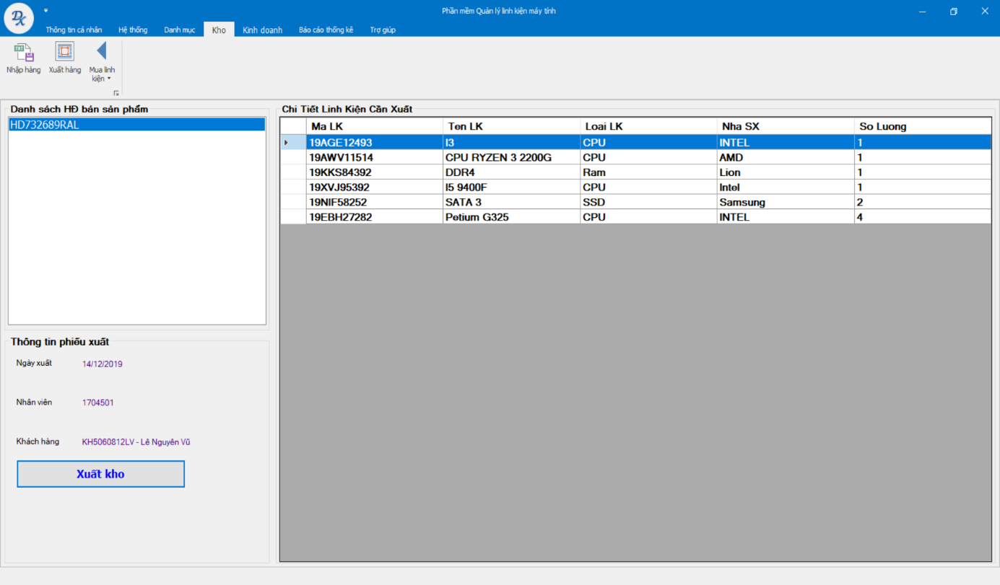 Phần mềm Quản lý linh kiện máy tính
Thông tin cá nhân Hệ thống Danh mục Kho Kinh doanh Báo cáo thống kê Trợ giúp
Nhập hàng Xuất hàng Mua linh kiện
Danh sách HĐ bán sản phẩm
HD732689RAL
Thông tin phiếu xuất
Ngày xuất 14/12/2019
Nhân viên 1704501
Khách hàng KH5060812LV - Lê Nguyên Vũ
Xuất kho
Chi Tiết Linh Kiện Cần Xuất
Ma LK Ten LK Loai LK Nha SX So Luong
19AGE12493 I3 CPU INTEL 1
19AWV11514 CPU RYZEN 3 2200G CPU AMD 1
19KKS84392 DDR4 Ram Lion 1
19XVJ95392 I5 9400F CPU Intel 1
19NIF58252 SATA 3 SSD Samsung 2
19EBH27282 Petium G325 CPU INTEL 4